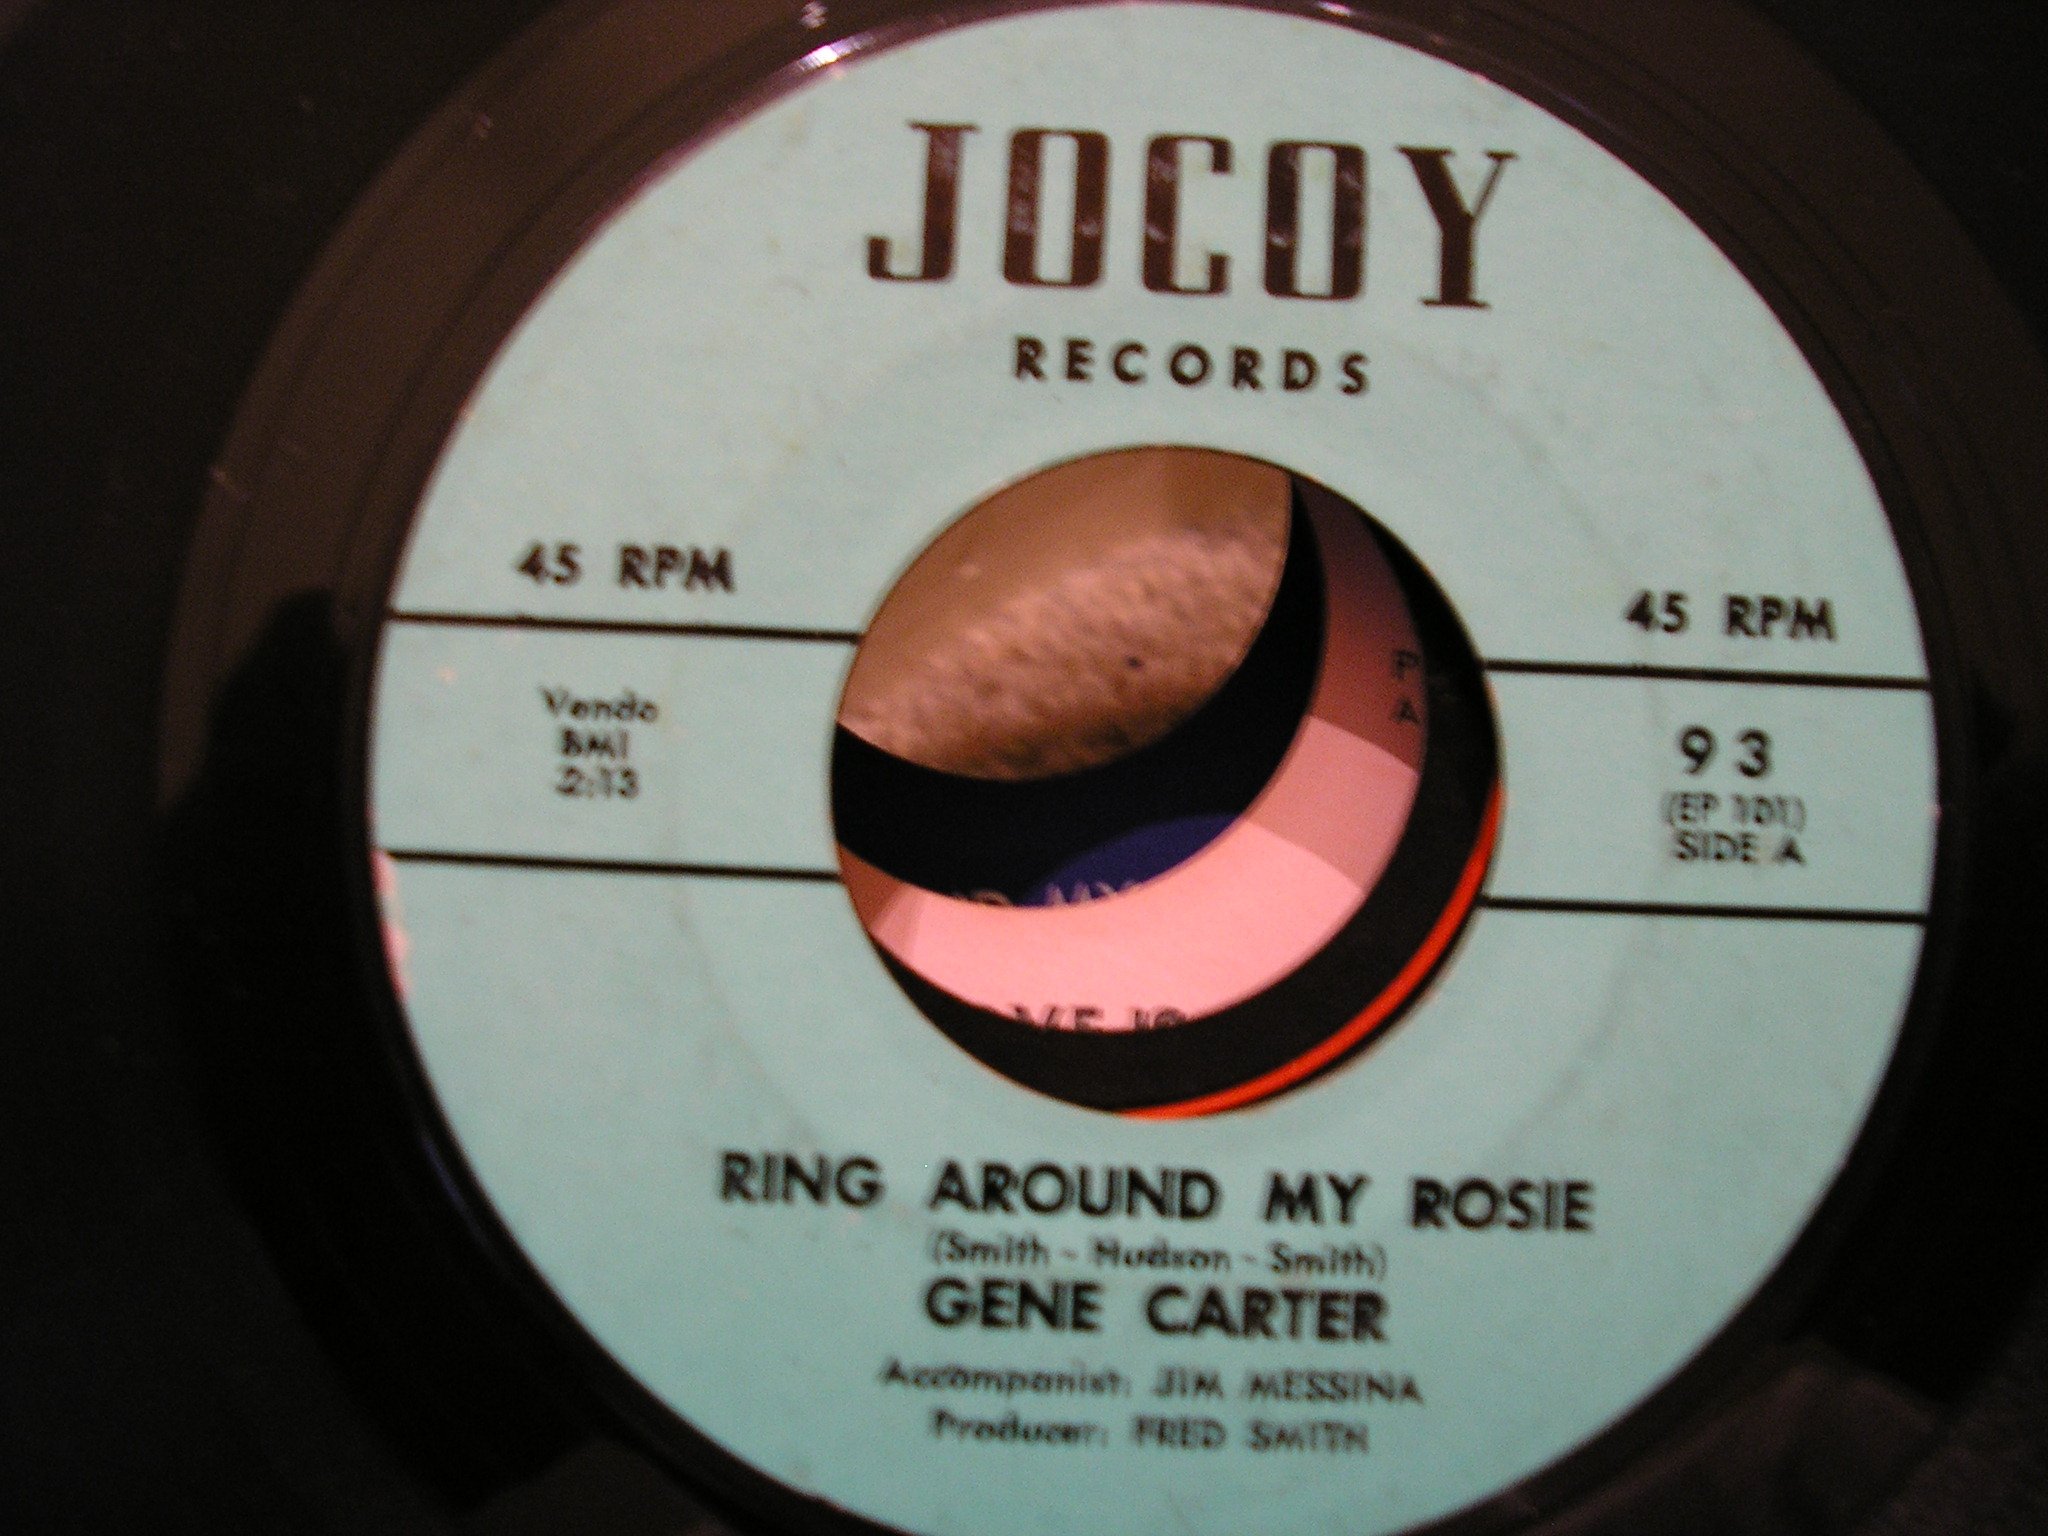 JOCOY
RECORDS
45 RPM
45 RPM
Vendo
BMI
2:13
93
(EP 101)
SIDE A
RING AROUND MY ROSIE
(Smith - Hudson - Smith)
GENE CARTER
Accompanist: JIM MESSINA
Producer: FRED SMITH